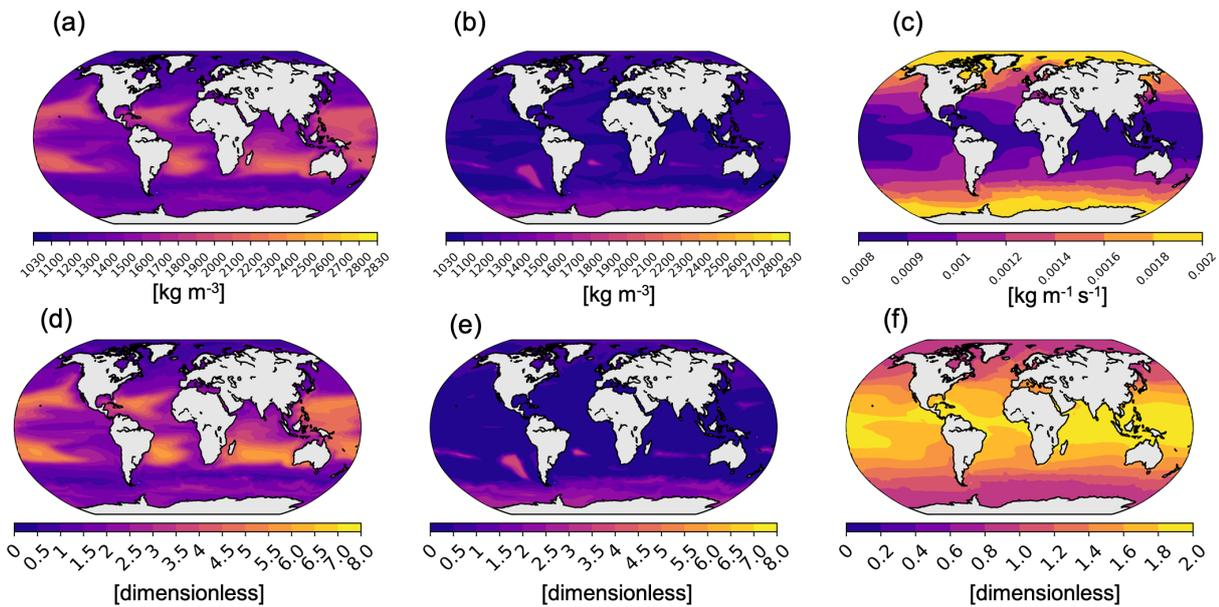 (a) (b) (c)
1030 1100 1200 1300 1400 1500 1600 1700 1800 1900 2000 2100 2200 2300 2400 2500 2600 2700 2800 2830
1030 1100 1200 1300 1400 1500 1600 1700 1800 1900 2000 2100 2200 2300 2400 2500 2600 2700 2800 2830
0.0008 0.0009 0.001 0.0012 0.0014 0.0016 0.0018 0.002
[kg m-3] [kg m-3] [kg m-1 s-1]
(d) (e) (f)
0 0.5 1 1.5 2 2.5 3 3.5 4 4.5 5 5.5 6 6.5 7 7.5 8.0
0 0.5 1 1.5 2 2.5 3 3.5 4 4.5 5 5.5 6 6.5 7 7.5 8.0
0 0.2 0.4 0.6 0.8 1.0 1.2 1.4 1.6 1.8 2.0
[dimensionless] [dimensionless] [dimensionless]